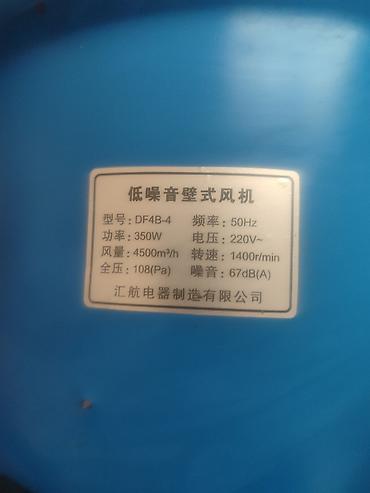 低噪音壁式风机
型号: DF4B-4 频率: 50Hz
功率: 350W 电压: 220V~
风量: 4500m³/h 转速: 1400r/min
全压: 108(Pa) 噪音: 67dB(A)
汇航电器制造有限公司